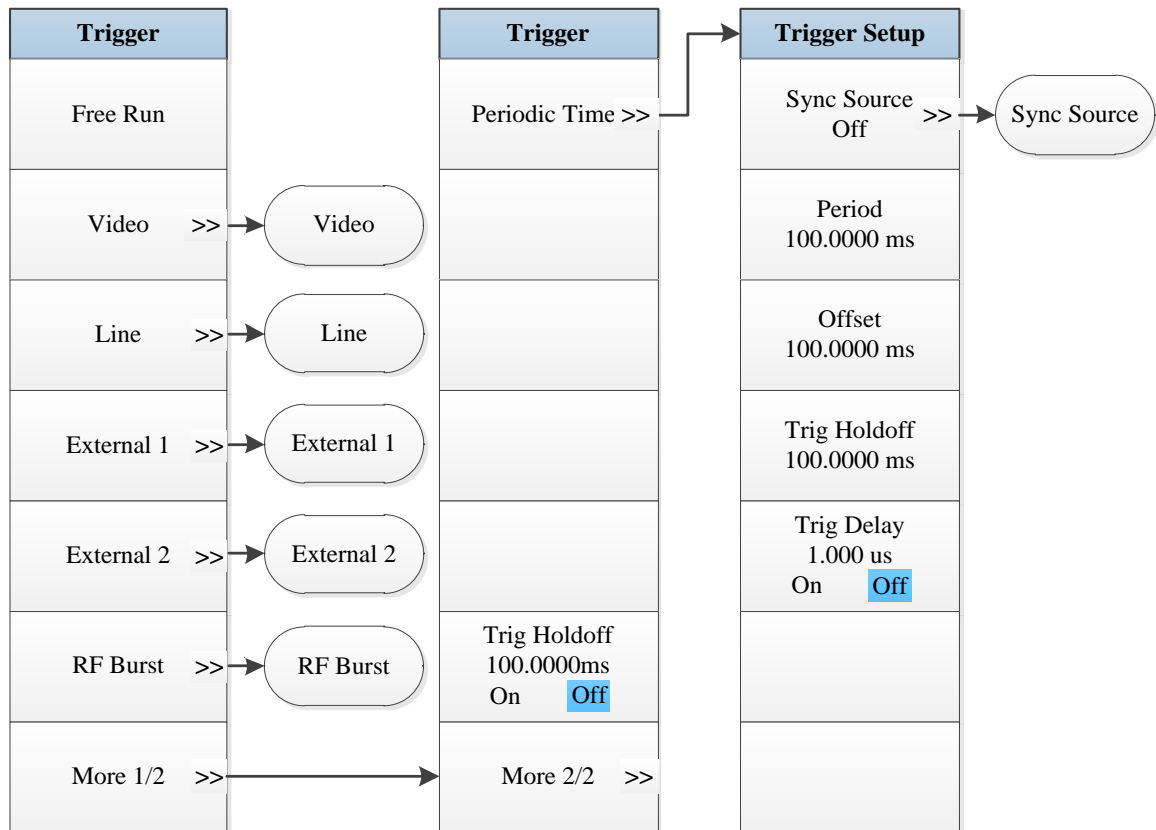 Trigger
Free Run
Video >>
Video
Line >>
Line
External 1 >>
External 1
External 2 >>
External 2
RF Burst >>
RF Burst
More 1/2 >>
Trigger
Periodic Time >>
Trig Holdoff
100.0000ms
On Off
More 2/2 >>
Trigger Setup
Sync Source >>
Off
Sync Source
Period
100.0000 ms
Offset
100.0000 ms
Trig Holdoff
100.0000 ms
Trig Delay
1.000 us
On Off